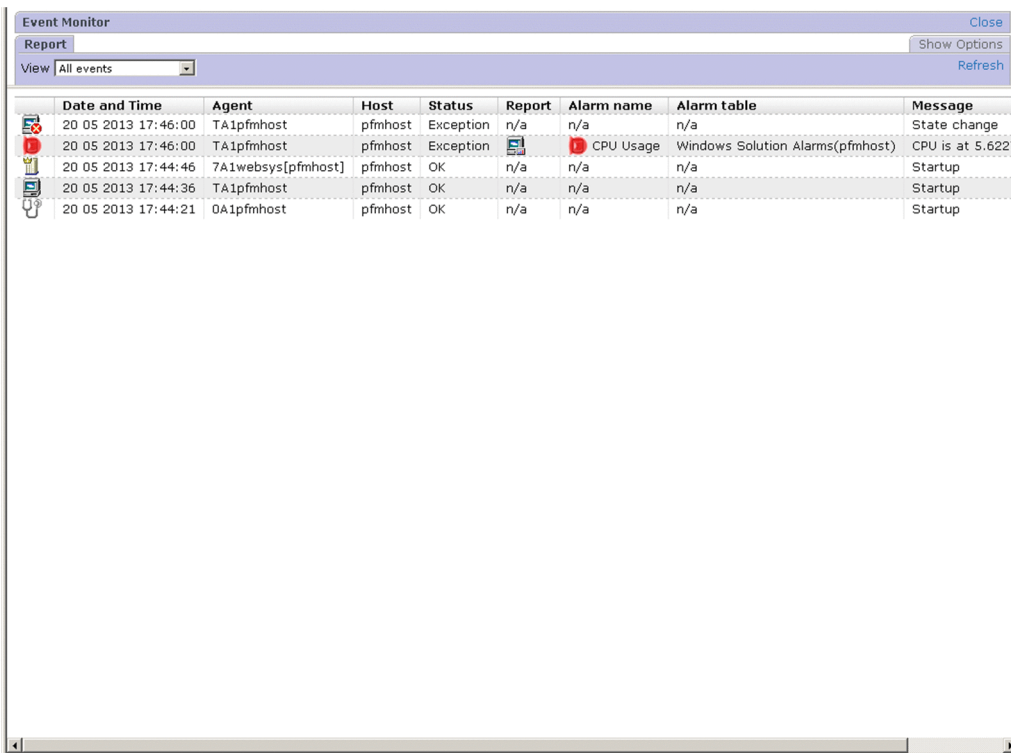 Event Monitor Close
Report Show Options
View All events Refresh
Date and Time Agent Host Status Report Alarm name Alarm table Message
20 05 2013 17:46:00 TA1pfmhost pfmhost Exception n/a n/a n/a State change
20 05 2013 17:46:00 TA1pfmhost pfmhost Exception CPU Usage Windows Solution Alarms(pfmhost) CPU is at 5.622
20 05 2013 17:44:46 7A1websys[pfmhost] pfmhost OK n/a n/a n/a Startup
20 05 2013 17:44:36 TA1pfmhost pfmhost OK n/a n/a n/a Startup
20 05 2013 17:44:21 0A1pfmhost pfmhost OK n/a n/a n/a Startup